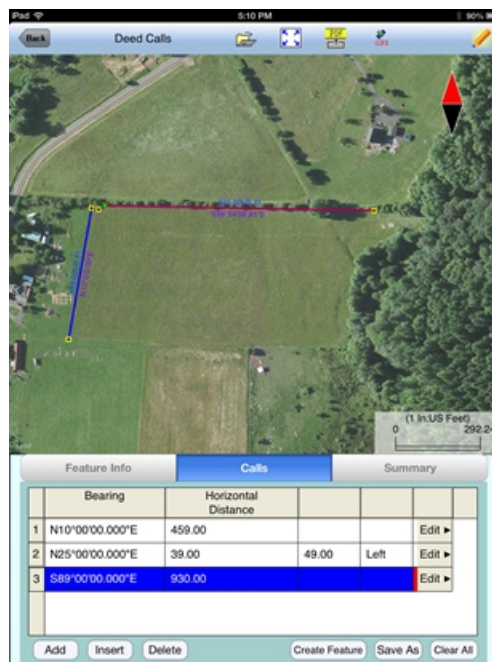 iPad 5:10 PM 90%
Back Deed Calls PDF GPS
(1 In:US Feet)
0 292.24
Feature Info Calls Summary
Bearing Horizontal
Distance
1 N10°00'00.000"E 459.00 Edit ►
2 N25°00'00.000"E 39.00 49.00 Left Edit ►
3 S89°00'00.000"E 930.00 Edit ►
Add Insert Delete Create Feature Save As Clear All